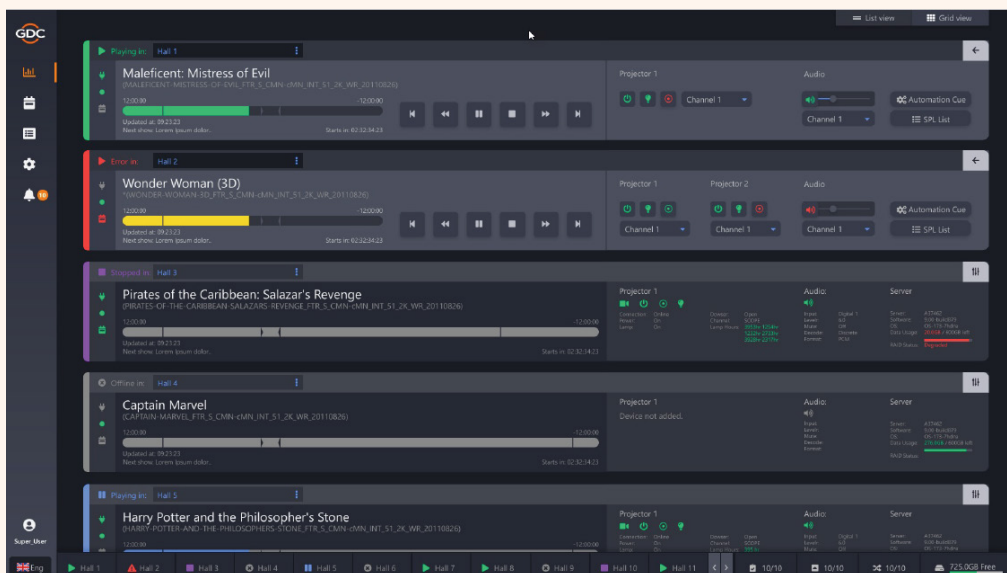 List view Grid view
GDC
Playing in: Hall 1
Maleficent: Mistress of Evil
(MALEFICENT-MISTRESS-OF-EVIL_FTR_S_CMN-cMN_INT_51_2K_WR_20110826)
12:00:00 -12:00:00
Updated at: 09:23:23
Next show: Lorem Ipsum dolor.. Starts in: 02:32:34:23
Projector 1 Audio
Channel 1
Channel 1
Automation Cue
SPL List
Error in: Hall 2
Wonder Woman (3D)
12:00:00 -12:00:00
Updated at: 09:23:23
Next show: Lorem Ipsum dolor.. Starts in: 02:32:34:23
Projector 1 Projector 2 Audio
Automation Cue
Channel 1 Channel 1 Channel 1 SPL List
Stopped in: Hall 3
Pirates of the Caribbean: Salazar's Revenge
(PIRATES-OF-THE-CARIBBEAN-SALAZARS-REVENGE_FTR_S_CMN-cMN_INT_51_2K_WR_20110826)
12:00:00 -12:00:00
Updated at: 09:23:23
Next show: Lorem Ipsum dolor.. Starts in: 02:32:34:23
Projector 1 Audio: Server
Offline in: Hall 4
Captain Marvel
(CAPTAIN-MARVEL_FTR_S_CMN-cMN_INT_51_2K_WR_20110826)
12:00:00 -12:00:00
Updated at: 09:23:23
Next show: Lorem Ipsum dolor.. Starts in: 02:32:34:23
Projector 1 Audio: Server
Device not added.
Playing in: Hall 5
Harry Potter and the Philosopher's Stone
(HARRY-POTTER-AND-THE-PHILOSOPHERS-STONE_FTR_S_CMN-cMN_INT_51_2K_WR_20110826)
12:00:00 -12:00:00
Projector 1 Audio: Server
Super_User
Eng Hall 1 Hall 2 Hall 3 Hall 4 Hall 5 Hall 6 Hall 7 Hall 8 Hall 9 Hall 10 Hall 11 10/10 10/10 10/10 725.0GB Free